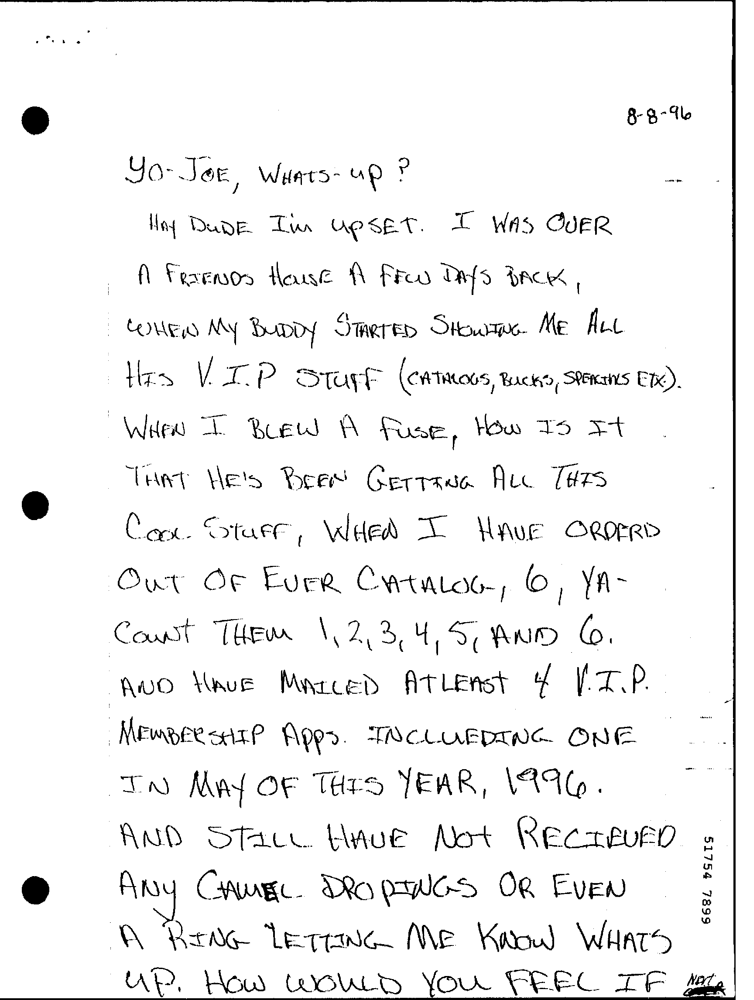 8-8-96
YO-JOE, WHATS-UP?
HAY DUDE I'm UPSET. I WAS OVER
A FRIENDS HOUSE A FEW DAYS BACK,
WHEN MY BUDDY STARTED SHOWING ME ALL
HIS V.I.P STUFF (CATALOGS, BUCKS, SPEACIALS ETX.).
WHEN I BLEW A FUSE, HOW IS IT
THAT HE'S BEEN GETTING ALL THIS
COOL STUFF, WHEN I HAVE ORDERD
OUT OF EVER CATALOG, 6, YA-
COUNT THEM 1, 2, 3, 4, 5, AND 6.
AND HAVE MAILED ATLEAST 4 V.I.P.
MEMBERSHIP APPS. INCLUEDING ONE
IN MAY OF THIS YEAR, 1996.
AND STILL HAVE NOT RECIEVED
ANY CAMEL DROPINGS OR EVEN
A RING LETTING ME KNOW WHATS
UP. HOW WOULD YOU FEEL IF
51754 7899